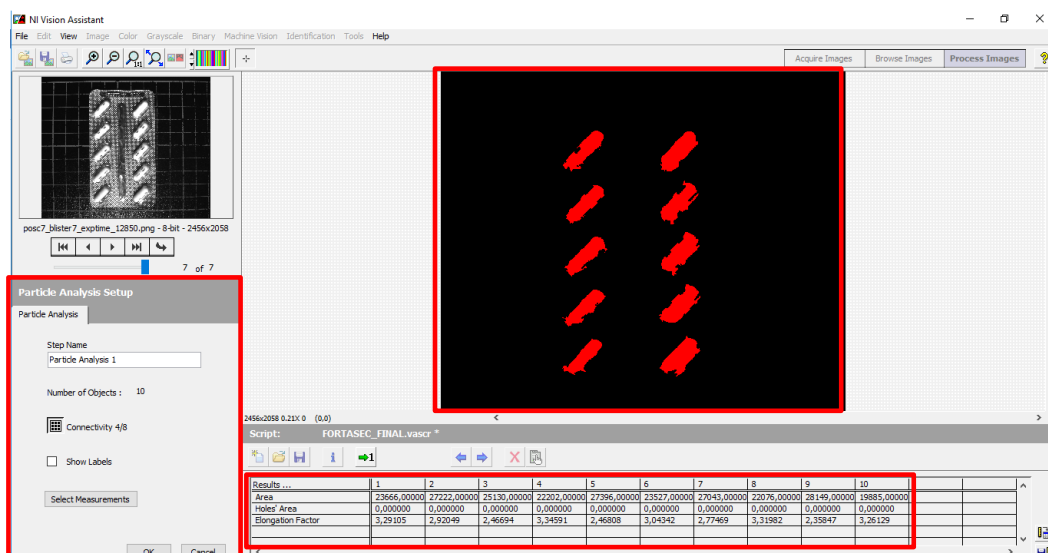 NI Vision Assistant
File Edit View Image Color Grayscale Binary Machine Vision Identification Tools Help
1:1
Acquire Images Browse Images Process Images
posc7_blister7_exptime_12850.png - 8-bit - 2456x2058
7 of 7
Particle Analysis Setup
Particle Analysis
Step Name
Particle Analysis 1
Number of Objects : 10
Connectivity 4/8
Show Labels
Select Measurements
OK Cancel
2456x2058 0.21X 0 (0,0)
Script: FORTASEC_FINAL.vascr *
1
Results ... 1 2 3 4 5 6 7 8 9 10
Area 23666,00000 27222,00000 25130,00000 22202,00000 27396,00000 23527,00000 27043,00000 22076,00000 28149,00000 19885,00000
Holes' Area 0,000000 0,000000 0,000000 0,000000 0,000000 0,000000 0,000000 0,000000 0,000000 0,000000
Elongation Factor 3,29105 2,92049 2,46694 3,34591 2,46808 3,04342 2,77469 3,31982 2,35847 3,26129